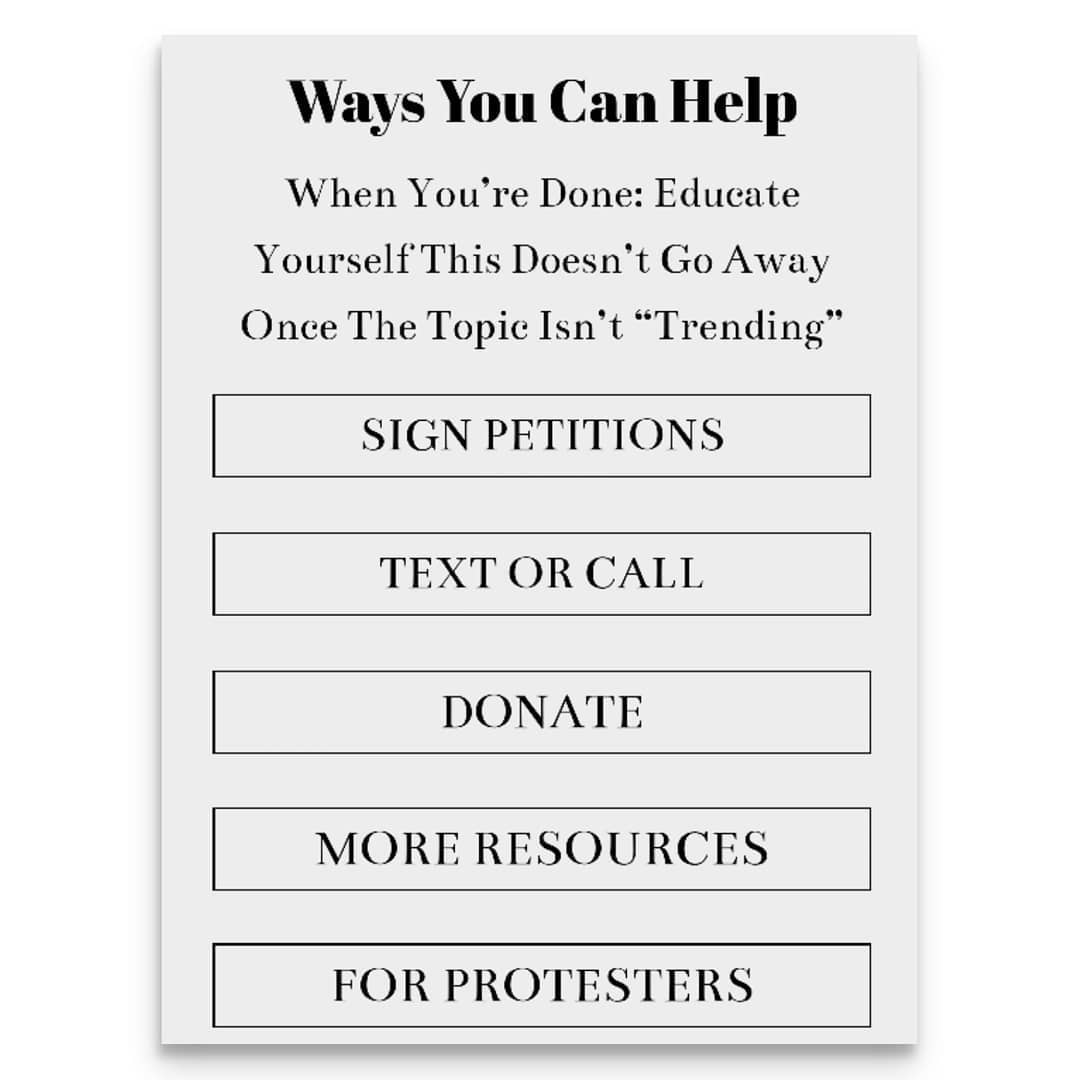 Ways You Can Help
When You’re Done: Educate
Yourself This Doesn’t Go Away
Once The Topic Isn’t “Trending”
SIGN PETITIONS
TEXT OR CALL
DONATE
MORE RESOURCES
FOR PROTESTERS